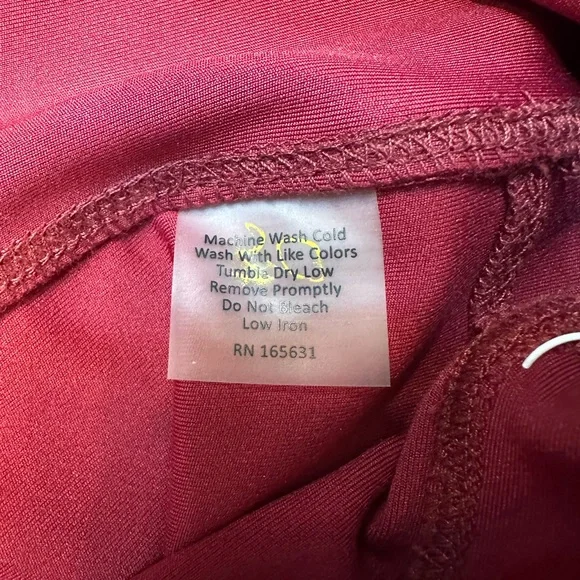 Machine Wash Cold
Wash With Like Colors
Tumble Dry Low
Remove Promptly
Do Not Bleach
Low Iron
RN 165631